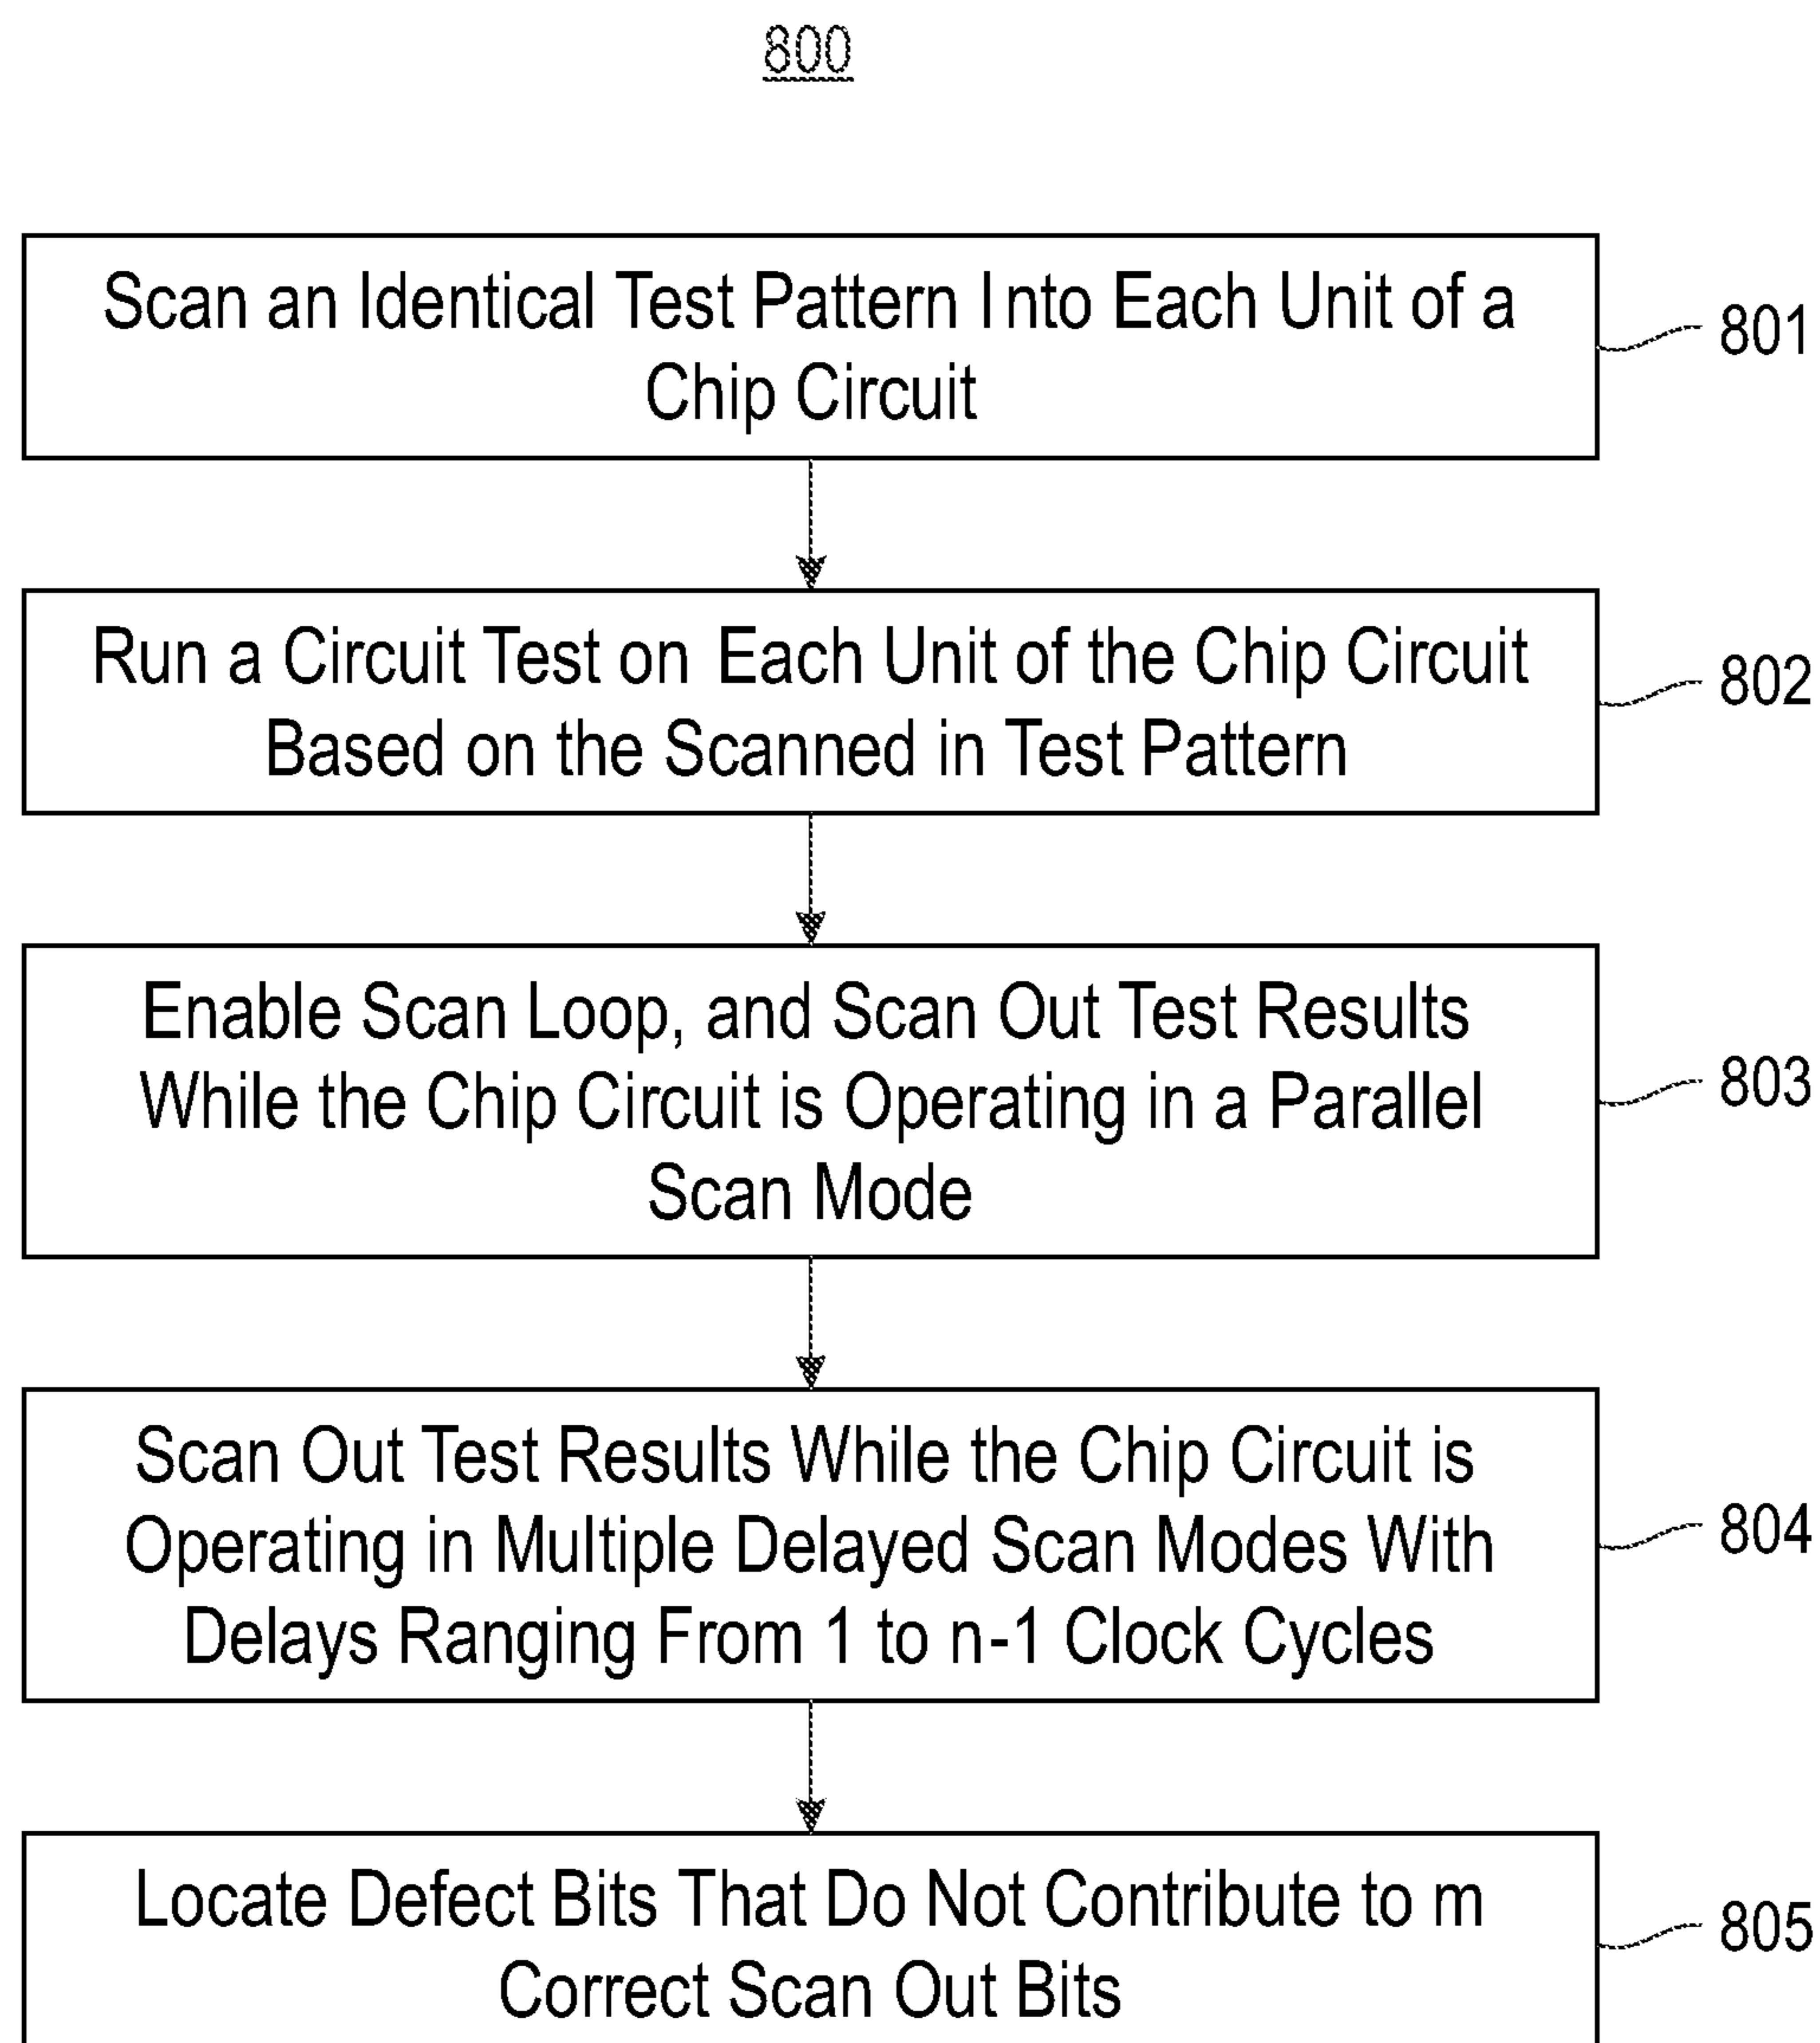 800
Scan an Identical Test Pattern Into Each Unit of a
Chip Circuit
801
Run a Circuit Test on Each Unit of the Chip Circuit
Based on the Scanned in Test Pattern
802
Enable Scan Loop, and Scan Out Test Results
While the Chip Circuit is Operating in a Parallel
Scan Mode
803
Scan Out Test Results While the Chip Circuit is
Operating in Multiple Delayed Scan Modes With
Delays Ranging From 1 to n-1 Clock Cycles
804
Locate Defect Bits That Do Not Contribute to m
Correct Scan Out Bits
805